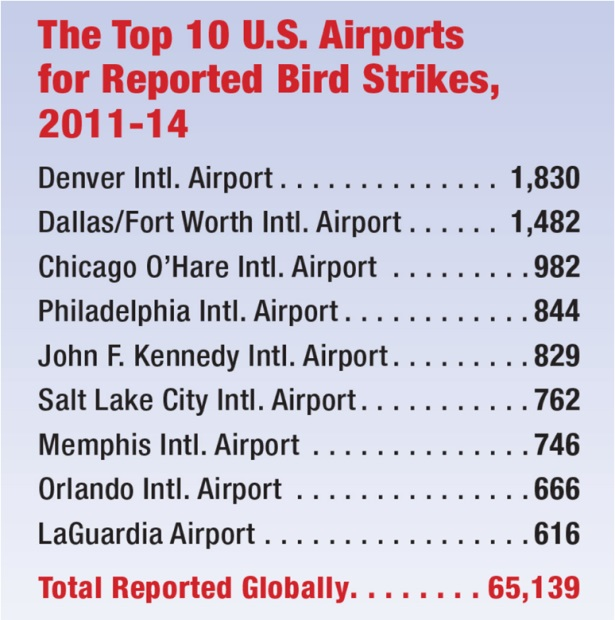 The Top 10 U.S. Airports
for Reported Bird Strikes,
2011-14
Denver Intl. Airport . . . . . . . . . . . . . . 1,830
Dallas/Fort Worth Intl. Airport . . . . . . 1,482
Chicago O’Hare Intl. Airport . . . . . . . . . 982
Philadelphia Intl. Airport . . . . . . . . . . . . 844
John F. Kennedy Intl. Airport . . . . . . . . . 829
Salt Lake City Intl. Airport . . . . . . . . . . . 762
Memphis Intl. Airport . . . . . . . . . . . . . . 746
Orlando Intl. Airport . . . . . . . . . . . . . . . 666
LaGuardia Airport . . . . . . . . . . . . . . . . . 616
Total Reported Globally. . . . . . . . 65,139